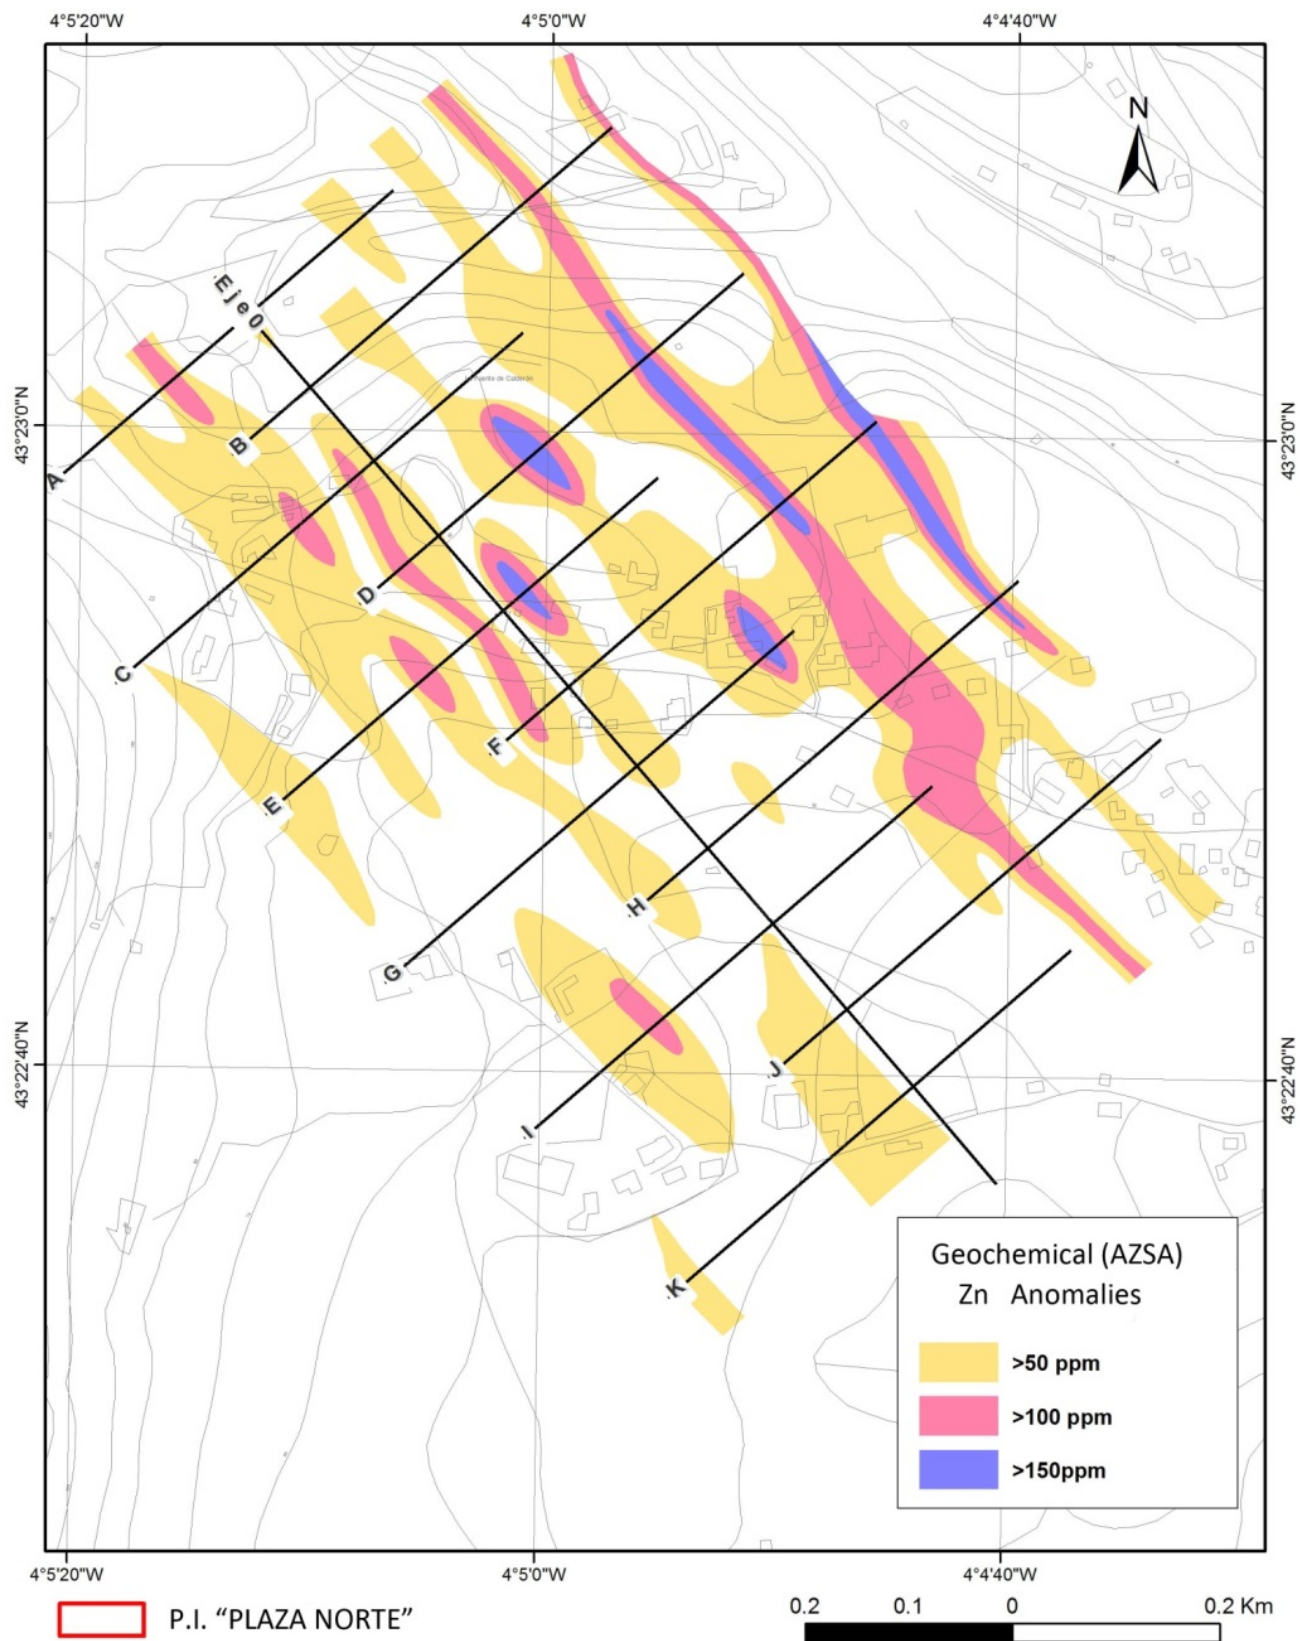 4°5'20"W
4°5'0"W
4°4'40"W
N
Eje0
43°23'0"N
43°23'0"N
A
B
C
D
E
F
G
H
I
J
K
43°22'40"N
43°22'40"N
Geochemical (AZSA)
Zn Anomalies
>50 ppm
>100 ppm
>150ppm
4°5'20"W
4°5'0"W
4°4'40"W
P.I. “PLAZA NORTE”
0.2 0.1 0 0.2 Km